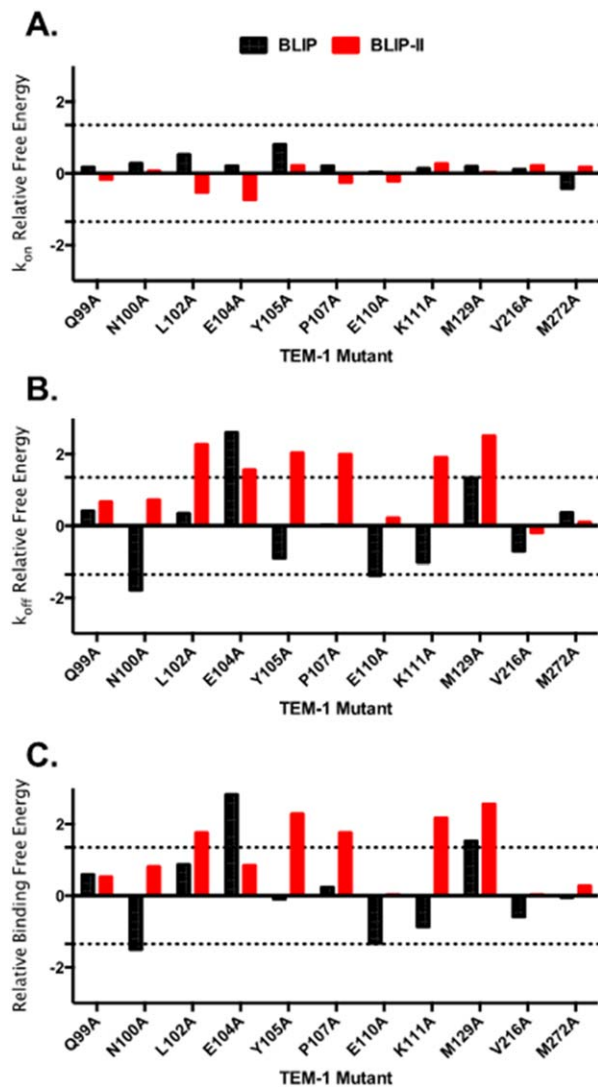 A.
BLIP BLIP-II
kon Relative Free Energy
2
0
-2
Q99A N100A L102A E104A Y105A P107A E110A K111A M129A V216A M272A
TEM-1 Mutant
B.
koff Relative Free Energy
2
0
-2
Q99A N100A L102A E104A Y105A P107A E110A K111A M129A V216A M272A
TEM-1 Mutant
C.
Relative Binding Free Energy
2
0
-2
Q99A N100A L102A E104A Y105A P107A E110A K111A M129A V216A M272A
TEM-1 Mutant